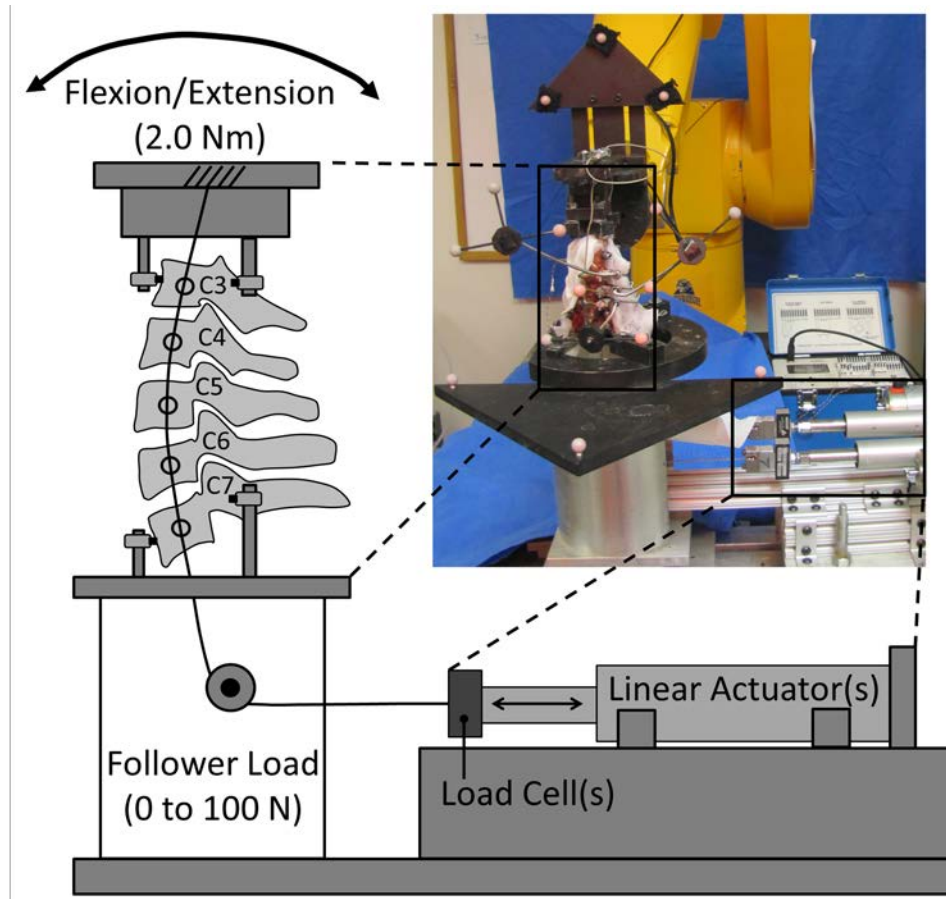 Flexion/Extension
(2.0 Nm)
C3
C4
C5
C6
C7
Follower Load
(0 to 100 N)
Linear Actuator(s)
Load Cell(s)